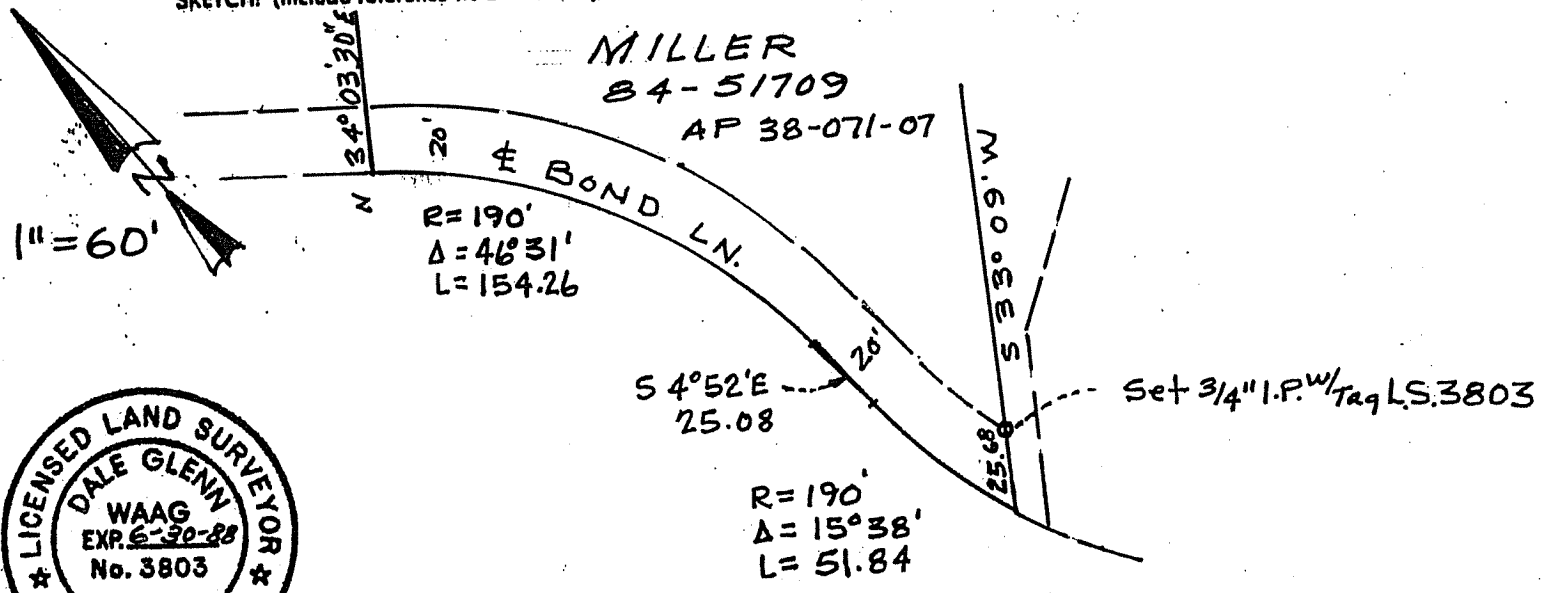 MILLER
84-51709
AP 38-071-07
N 34° 03' 30" E
20'
℄ BOND LN.
1" = 60'
R= 190'
Δ = 46° 31'
L= 154.26
S 33° 09' W.
20'
S 4° 52' E
25.08
Set 3/4" I.P. W/Tag L.S. 3803
25.68
R= 190'
Δ= 15° 38'
L= 51.84
LICENSED LAND SURVEYOR
DALE GLENN
WAAG
EXP. 6-30-88
No. 3803